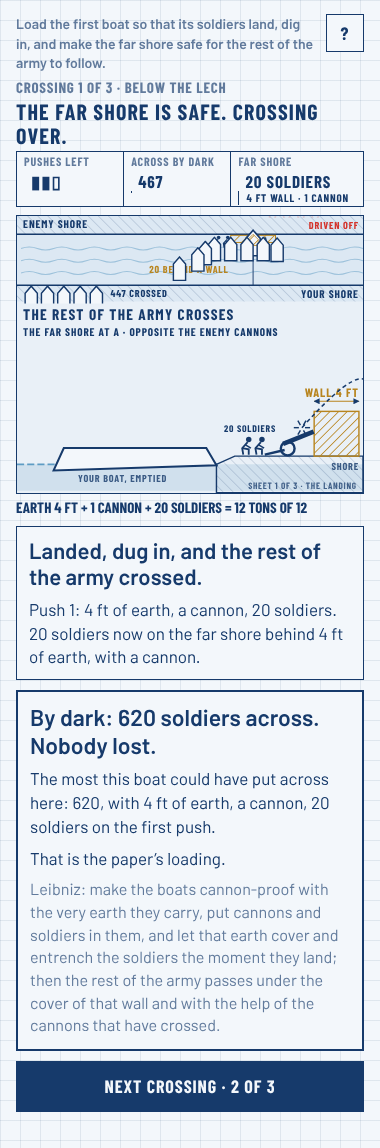 Load the first boat so that its soldiers land, dig
in, and make the far shore safe for the rest of the
army to follow.
?
CROSSING 1 OF 3 · BELOW THE LECH
THE FAR SHORE IS SAFE. CROSSING
OVER.
PUSHES LEFT
ACROSS BY DARK
467
FAR SHORE
20 SOLDIERS
4 FT WALL · 1 CANNON
ENEMY SHORE
DRIVEN OFF
20 WALL
447 CROSSED
YOUR SHORE
THE REST OF THE ARMY CROSSES
THE FAR SHORE AT A · OPPOSITE THE ENEMY CANNONS
WALL 4 FT
20 SOLDIERS
SHORE
YOUR BOAT, EMPTIED
SHEET 1 OF 3 · THE LANDING
EARTH 4 FT + 1 CANNON + 20 SOLDIERS = 12 TONS OF 12
Landed, dug in, and the rest of
the army crossed.
Push 1: 4 ft of earth, a cannon, 20 soldiers.
20 soldiers now on the far shore behind 4 ft
of earth, with a cannon.
By dark: 620 soldiers across.
Nobody lost.
The most this boat could have put across
here: 620, with 4 ft of earth, a cannon, 20
soldiers on the first push.
That is the paper’s loading.
Leibniz: make the boats cannon-proof with
the very earth they carry, put cannons and
soldiers in them, and let that earth cover and
entrench the soldiers the moment they land;
then the rest of the army passes under the
cover of that wall and with the help of the
cannons that have crossed.
NEXT CROSSING · 2 OF 3